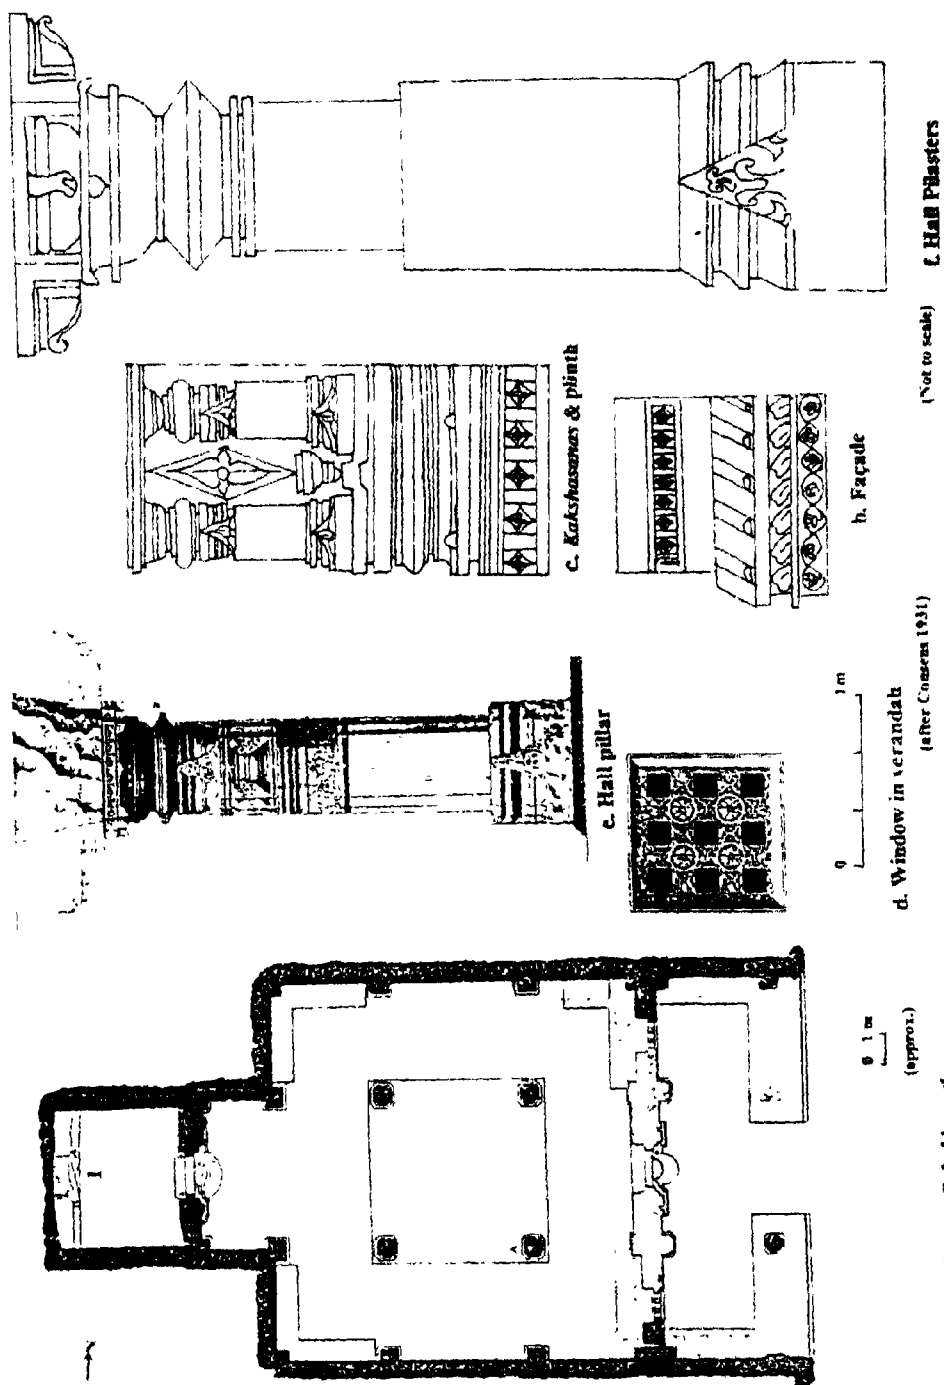 f. Hall Pilasters
(Not to scale)
c. Kakshasanas & plinth
b. Façade
e. Hall pillar
d. Window in verandah
(after Cousens 1931)
0 1 m
0 1 m
(approx.)
1